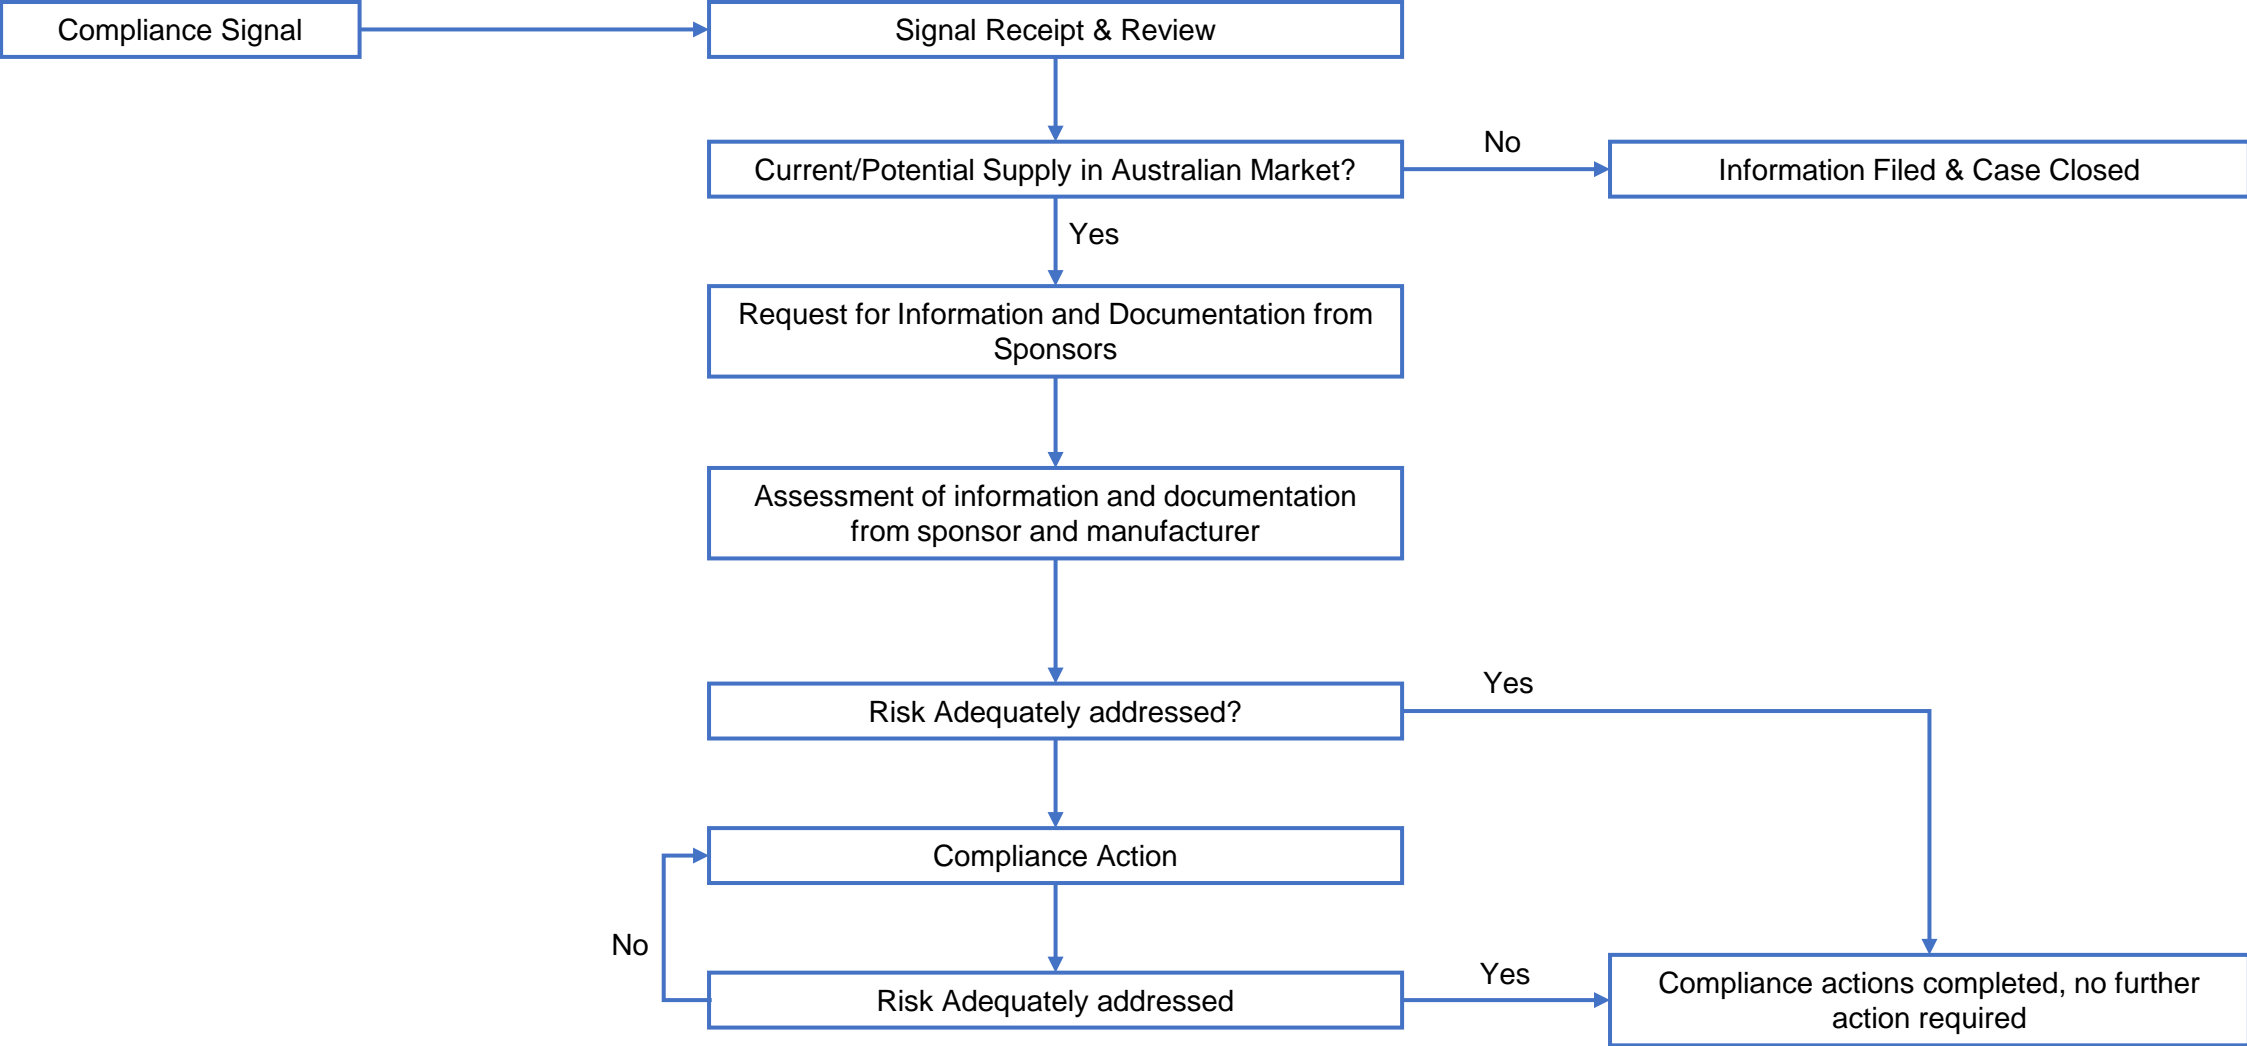 Compliance Signal
Signal Receipt & Review
Current/Potential Supply in Australian Market?
No
Information Filed & Case Closed
Yes
Request for Information and Documentation from
Sponsors
Assessment of information and documentation
from sponsor and manufacturer
Risk Adequately addressed?
Yes
Compliance Action
No
Risk Adequately addressed
Yes
Compliance actions completed, no further
action required